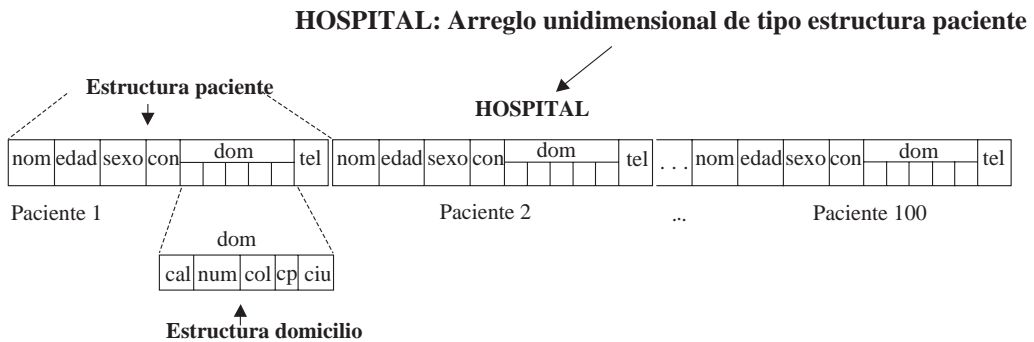 HOSPITAL: Arreglo unidimensional de tipo estructura paciente
Estructura paciente
HOSPITAL
nom edad sexo con dom tel nom edad sexo con dom tel . . . nom edad sexo con dom tel
Paciente 1 Paciente 2 ... Paciente 100
dom
cal num col cp ciu
Estructura domicilio